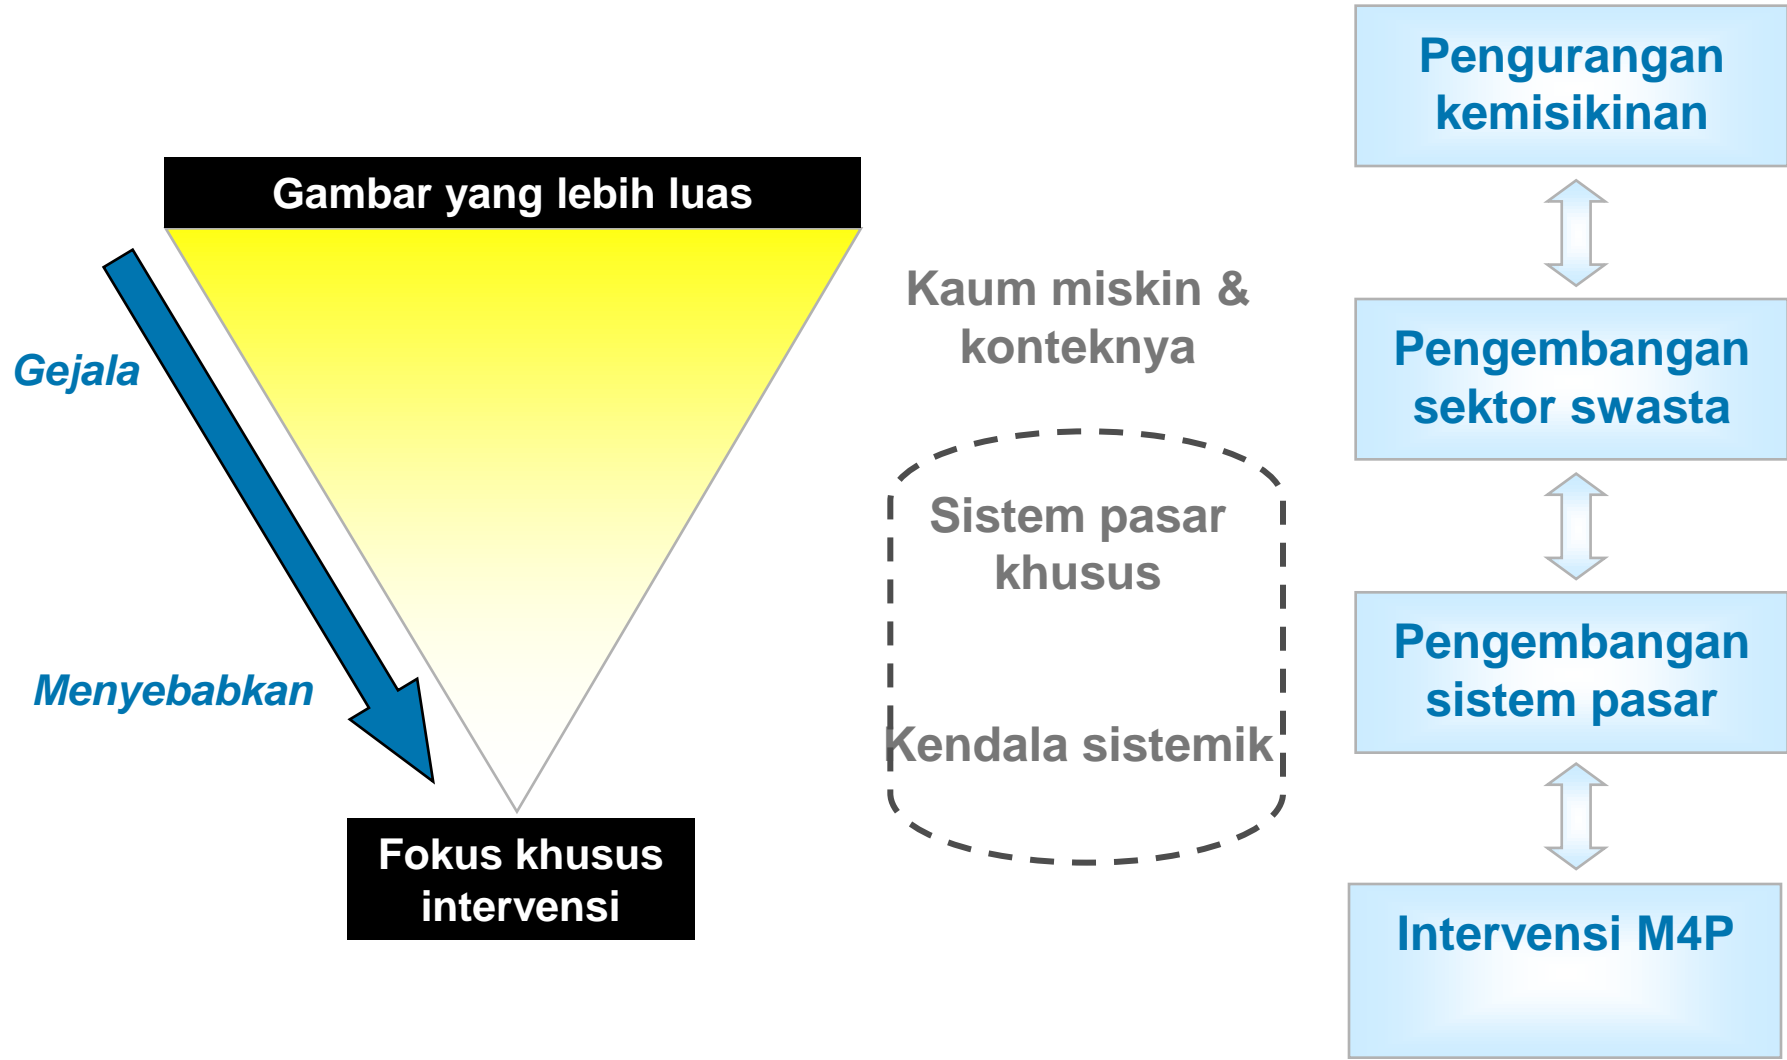 Gambar yang lebih luas
Gejala
Menyebabkan
Fokus khusus
intervensi
Kaum miskin &
konteknya
Sistem pasar
khusus
Kendala sistemik
Pengurangan
kemisikinan
Pengembangan
sektor swasta
Pengembangan
sistem pasar
Intervensi M4P